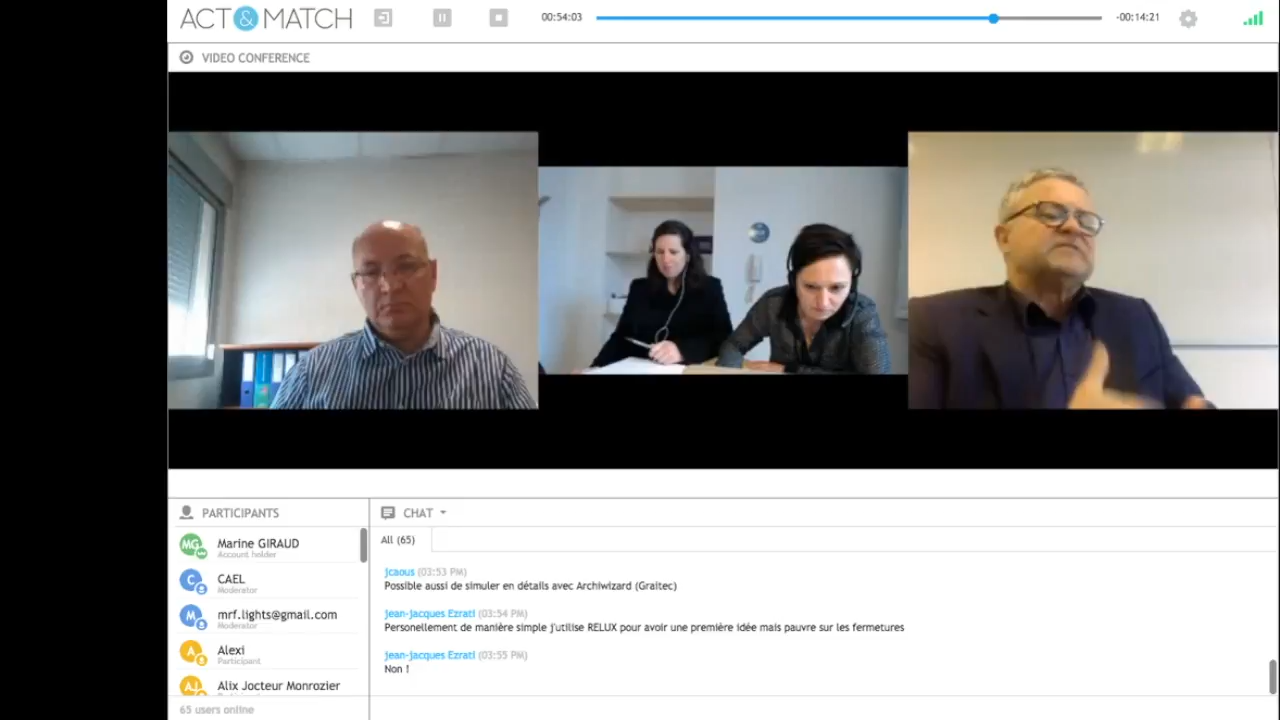 ACT & MATCH
00:54:03
-00:14:21
VIDEO CONFERENCE
PARTICIPANTS
MG
Marine GIRAUD
Account holder
C
CAEL
Moderator
M
mrf.lights@gmail.com
Moderator
A
Alexi
Participant
AJ
Alix Jocteur Monrozier
65 users online
CHAT
All (65)
jcaous (03:53 PM)
Possible aussi de simuler en détails avec Archiwizard (Graitec)
jean-jacques Ezrati (03:54 PM)
Personellement de manière simple j'utilise RELUX pour avoir une première idée mais pauvre sur les fermetures
jean-jacques Ezrati (03:55 PM)
Non !